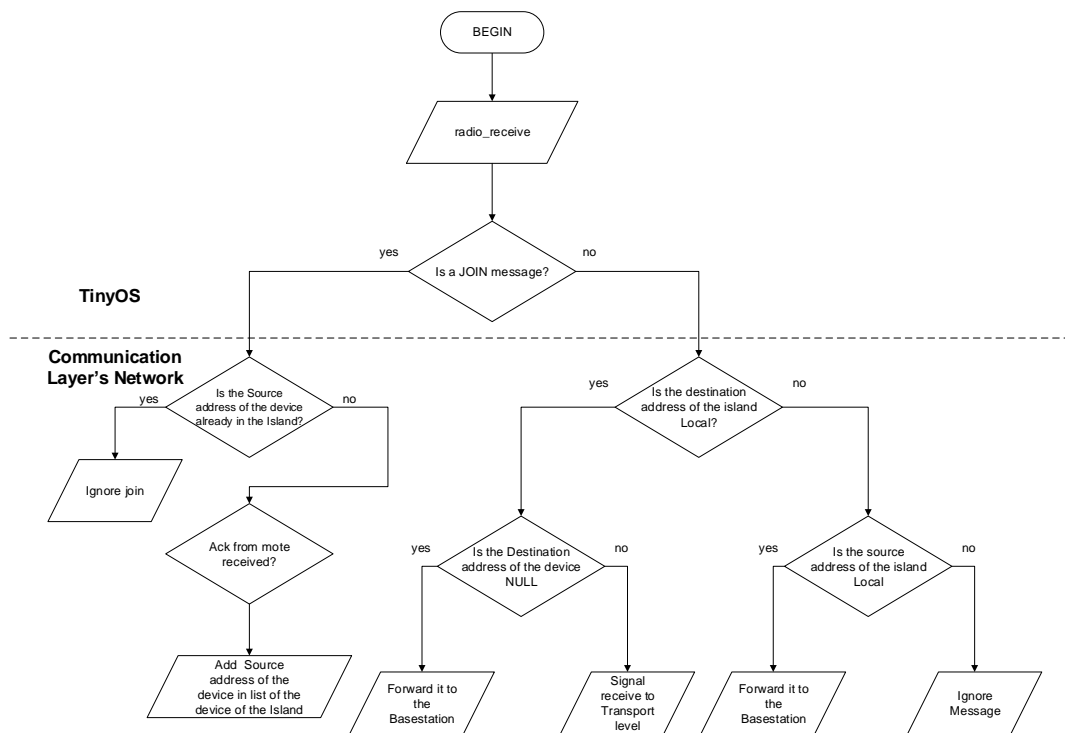 BEGIN
radio_receive
yes
no
Is a JOIN message?
TinyOS
Communication
Layer's Network
yes
no
Is the Source
address of the device
already in the Island?
yes
no
Is the destination
address of the island
Local?
Ignore join
Ack from mote
received?
yes
no
Is the Destination
address of the device
NULL
yes
no
Is the source
address of the island
Local
Add Source
address of the
device in list of the
device of the Island
Forward it to
the
Basestation
Signal
receive to
Transport
level
Forward it to
the
Basestation
Ignore
Message